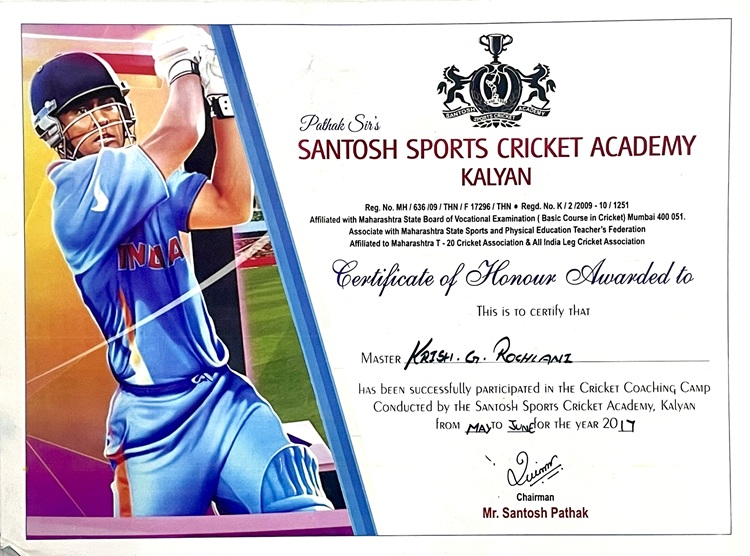 SANTOSH ACADEMY
SPORTS CRICKET
Pathak Sir's
SANTOSH SPORTS CRICKET ACADEMY
KALYAN
Reg. No. MH / 636 /09 / THN / F 17296 / THN ● Regd. No. K / 2 /2009 - 10 / 1251
Affiliated with Maharashtra State Board of Vocational Examination ( Basic Course in Cricket) Mumbai 400 051.
Associate with Maharashtra State Sports and Physical Education Teacher's Federation
Affiliated to Maharashtra T - 20 Cricket Association & All India Leg Cricket Association
Certificate of Honour Awarded to
This is to certify that
Master KRISH. G. ROCHLANI
has been successfully participated in the Cricket Coaching Camp
Conducted by the Santosh Sports Cricket Academy, Kalyan
from MAY to JUNE for the year 2017
Chairman
Mr. Santosh Pathak
INDIA